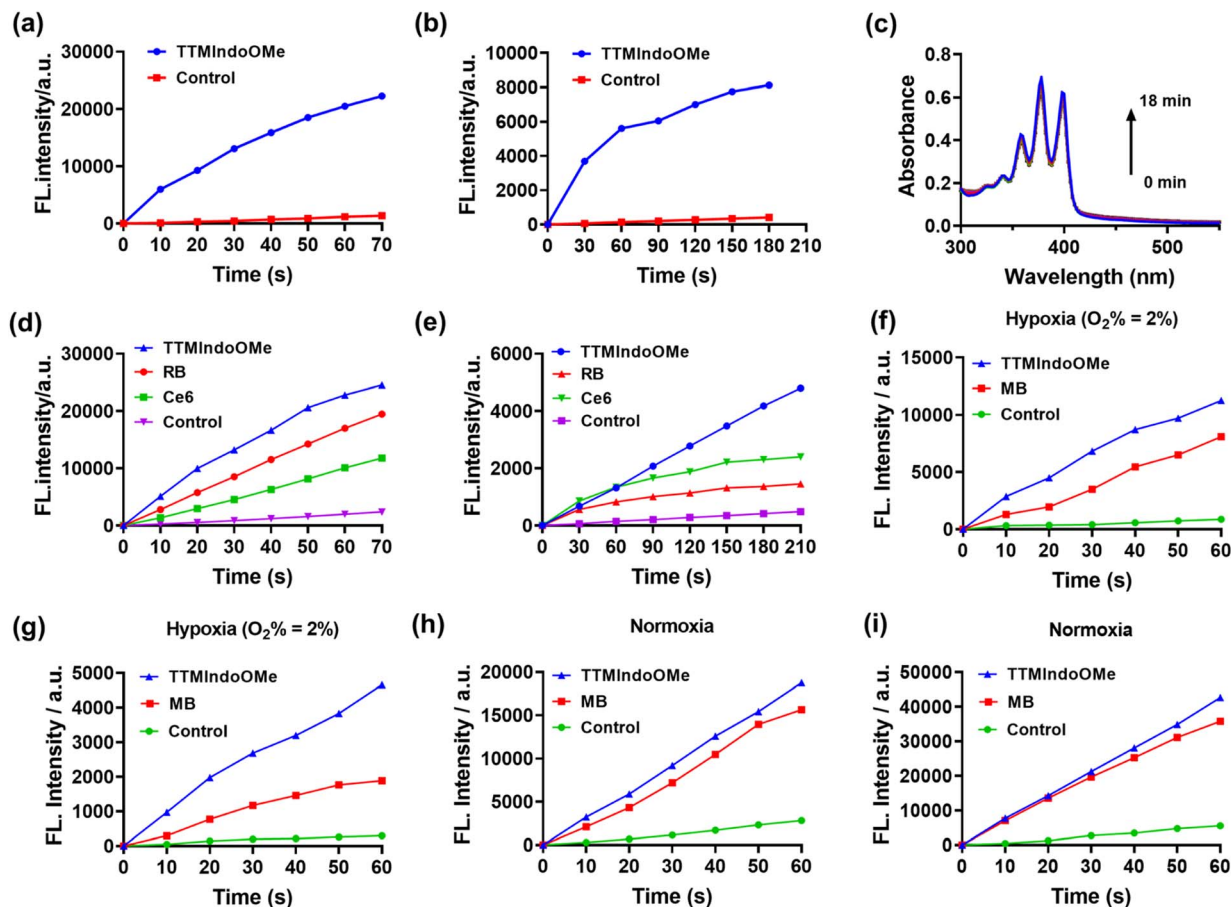 (a)
FL.intensity/a.u.
30000
20000
10000
0
TTMIndoOMe
Control
0 10 20 30 40 50 60 70
Time (s)
(b)
FL.intensity/a.u.
10000
8000
6000
4000
2000
0
TTMIndoOMe
Control
0 30 60 90 120 150 180 210
Time (s)
(c)
Absorbance
0.8
0.6
0.4
0.2
0.0
18 min
0 min
300 400 500
Wavelength (nm)
(d)
FL.intensity/a.u.
30000
20000
10000
0
TTMIndoOMe
RB
Ce6
Control
0 10 20 30 40 50 60 70
Time (s)
(e)
FL.intensity/a.u.
6000
4000
2000
0
TTMIndoOMe
RB
Ce6
Control
0 30 60 90 120 150 180 210
Time (s)
(f)
Hypoxia (O₂% = 2%)
FL. Intensity / a.u.
15000
10000
5000
0
TTMIndoOMe
MB
Control
0 10 20 30 40 50 60
Time (s)
(g)
Hypoxia (O₂% = 2%)
FL. Intensity / a.u.
5000
4000
3000
2000
1000
0
TTMIndoOMe
MB
Control
0 10 20 30 40 50 60
Time (s)
(h)
Normoxia
FL. Intensity / a.u.
20000
15000
10000
5000
0
TTMIndoOMe
MB
Control
0 10 20 30 40 50 60
Time (s)
(i)
Normoxia
FL. Intensity / a.u.
50000
40000
30000
20000
10000
0
TTMIndoOMe
MB
Control
0 10 20 30 40 50 60
Time (s)